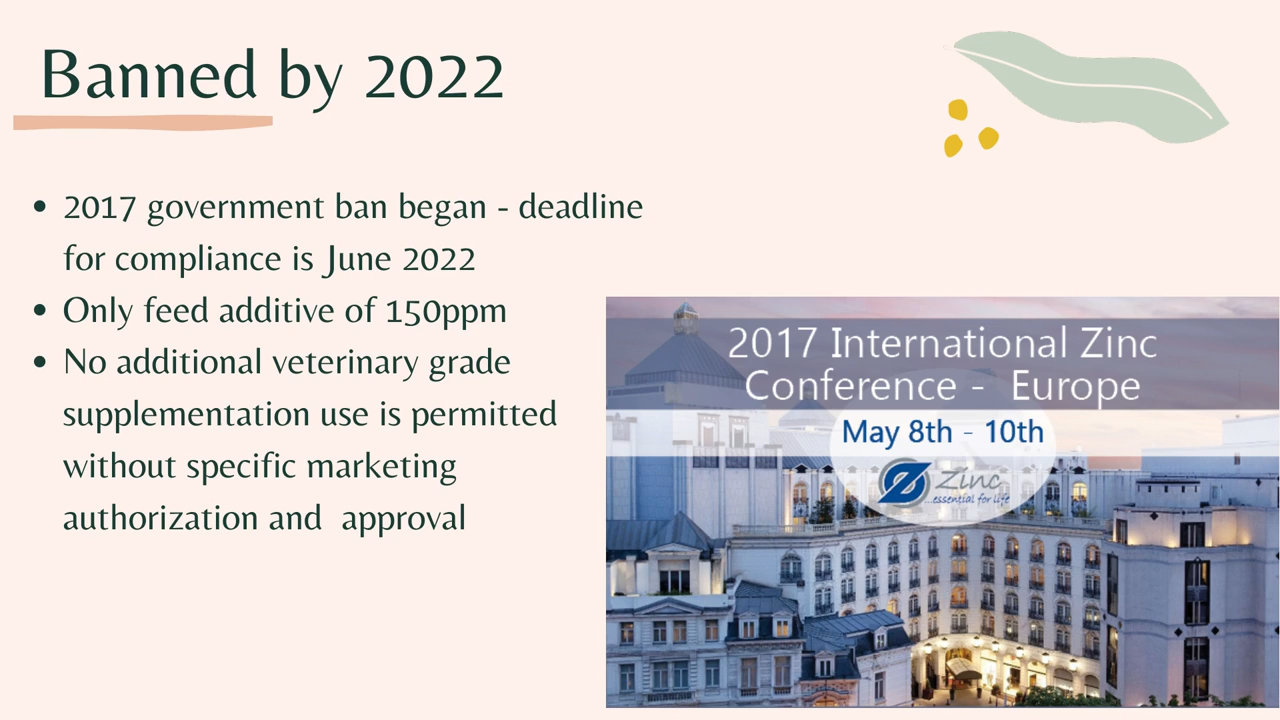 Banned by 2022
• 2017 government ban began - deadline
for compliance is June 2022
• Only feed additive of 150ppm
• No additional veterinary grade
supplementation use is permitted
without specific marketing
authorization and  approval
2017 International Zinc
Conference -  Europe
May 8th - 10th
Zinc
...essential for life